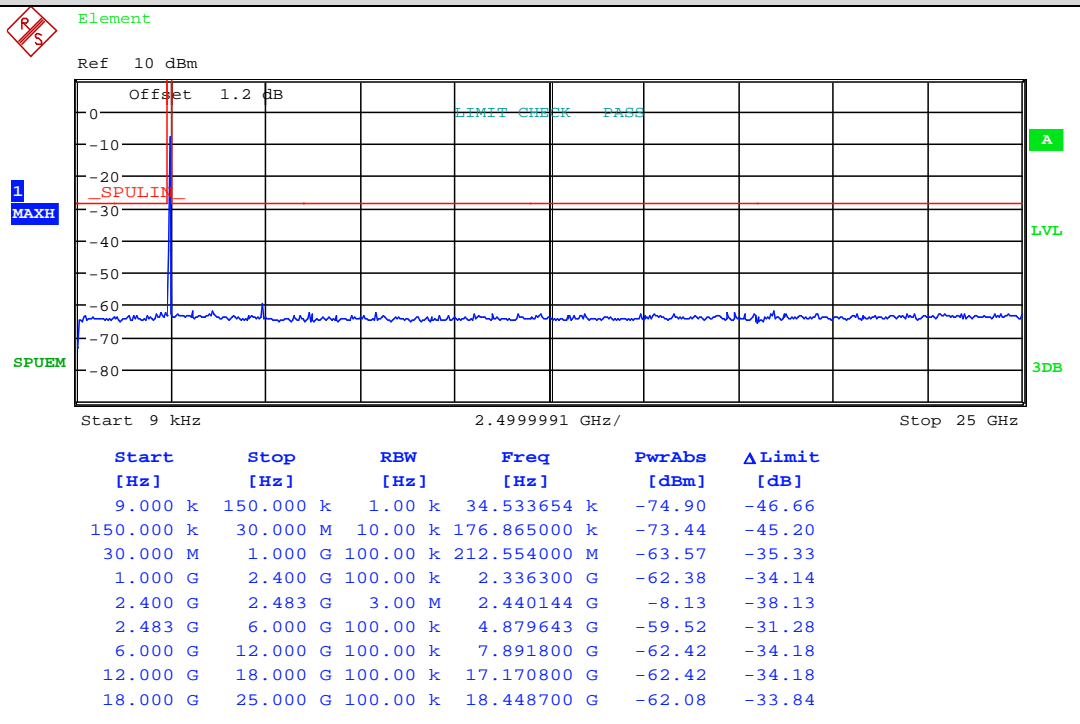 R S
Element
Ref 10 dBm
Offset 1.2 dB
LIMIT CHECK PASS
0
-10
A
-20
_SPULIN_
1
MAXH
-30
LVL
-40
-50
-60
-70
SPUEM
3DB
-80
Start 9 kHz 2.4999991 GHz/ Stop 25 GHz
Start Stop RBW Freq PwrAbs ΔLimit
[Hz] [Hz] [Hz] [Hz] [dBm] [dB]
9.000 k 150.000 k 1.00 k 34.533654 k -74.90 -46.66
150.000 k 30.000 M 10.00 k 176.865000 k -73.44 -45.20
30.000 M 1.000 G 100.00 k 212.554000 M -63.57 -35.33
1.000 G 2.400 G 100.00 k 2.336300 G -62.38 -34.14
2.400 G 2.483 G 3.00 M 2.440144 G -8.13 -38.13
2.483 G 6.000 G 100.00 k 4.879643 G -59.52 -31.28
6.000 G 12.000 G 100.00 k 7.891800 G -62.42 -34.18
12.000 G 18.000 G 100.00 k 17.170800 G -62.42 -34.18
18.000 G 25.000 G 100.00 k 18.448700 G -62.08 -33.84